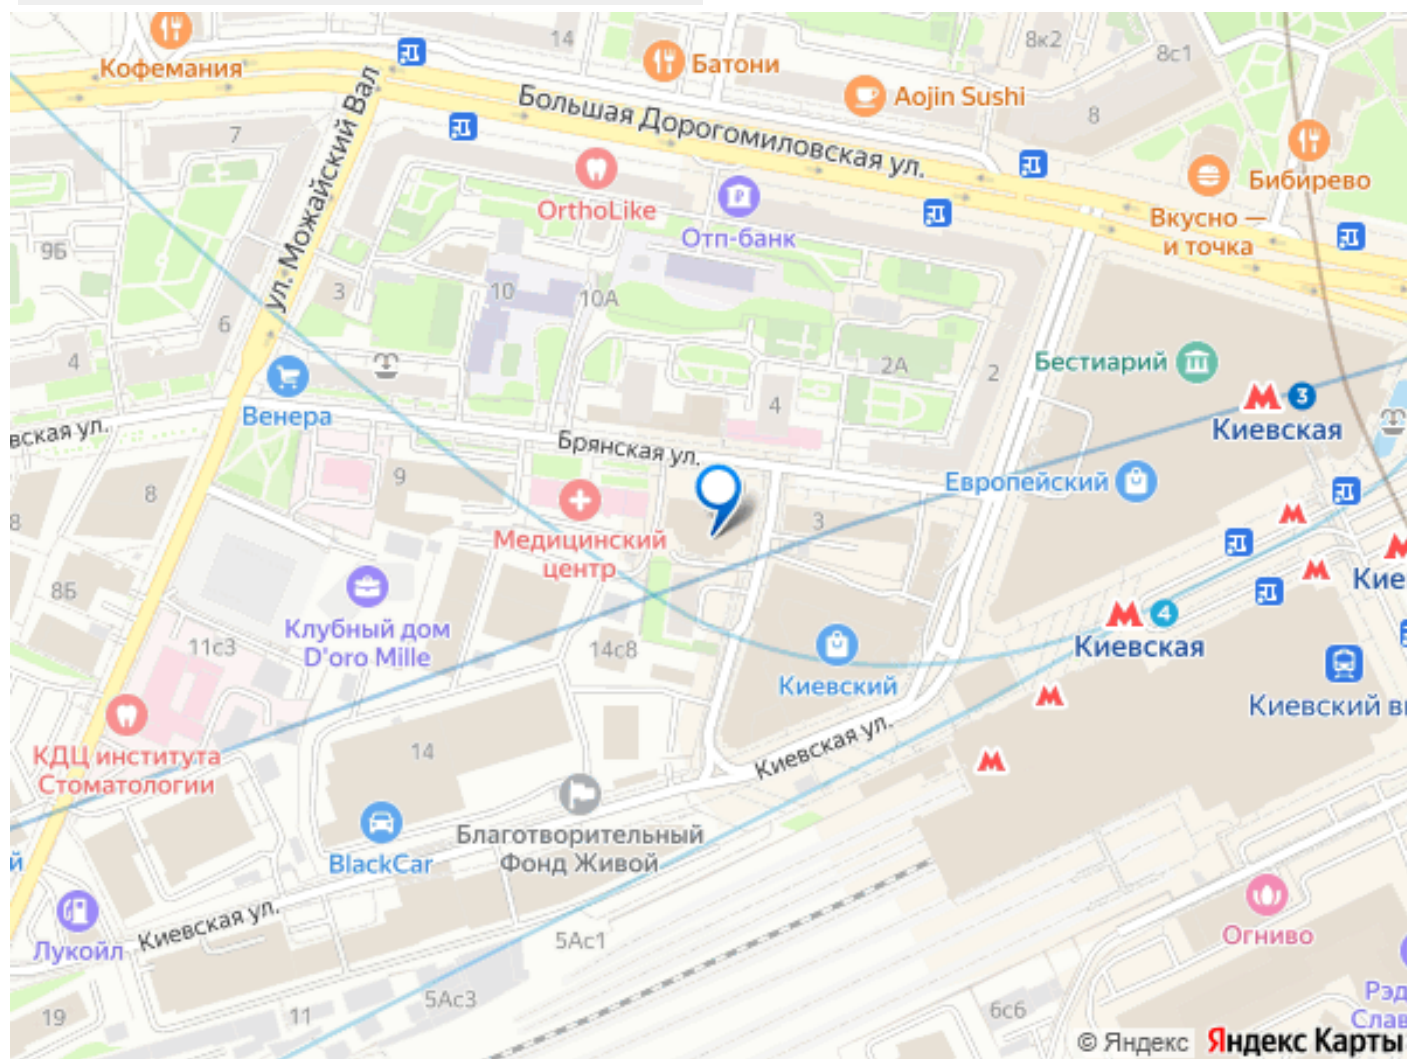 14
8к2
8с1
Кофемания
Батони
Aojin Sushi
Большая Дорогомиловская ул.
8
7
ул. Можайский Вал
OrthoLike
Отп-банк
Бибирево
Вкусно —
и точка
9Б
3
10
10А
6
4
2А
2
Бестиарий
3
Киевская
Венера
4
вская ул.
Брянская ул.
Европейский
9
8
8
3
Медицинский
центр
8Б
Клубный дом
D'oro Mille
11с3
14с8
4
Киевская
Кие
Киевский
Киевский в
КДЦ института
Стоматологии
14
Киевская ул.
BlackCar
Благотворительный
Фонд Живой
й
Лукойл
Киевская ул.
5Ас1
Огниво
5Ас3
11
19
6с6
Рэд
Слав
© Яндекс Яндекс Карты